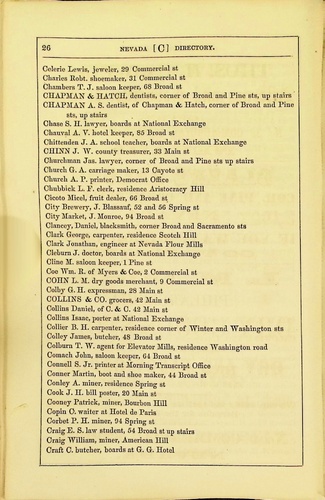 26 NEVADA [C] DIRECTORY.
Celerie Lewis, jeweler, 29 Commercial st
Charles Robt. shoemaker, 31 Commercial st
Chambers T. J. saloon keeper, 68 Broad st
CHAPMAN & HATCH, dentists, corner of Broad and Pine sts, up stairs
CHAPMAN A. S. dentist, of Chapman & Hatch, corner of Broad and Pine
sts, up stairs
Chase S. H. lawyer, boards at National Exchange
Chauval A. V. hotel keeper, 85 Broad st
Chittenden J. A. school teacher, boards at National Exchange
CHINN J. W. county treasurer, 33 Main st
Churchman Jas. lawyer, corner of Broad and Pine sts up stairs
Church G. A. carriage maker, 13 Cayote st
Church A. P. printer, Democrat Office
Chubbick L. F. clerk, residence Aristocracy Hill
Cicoto Micel, fruit dealer, 66 Broad st
City Brewery, J. Blassauf, 52 and 56 Spring st
City Market, J. Monroe, 94 Broad st
Clancey, Daniel, blacksmith, corner Broad and Sacramento sts
Clark George, carpenter, residence Scotch Hill
Clark Jonathan, engineer at Nevada Flour Mills
Cleburn J. doctor, boards at National Exchange
Cline M. saloon keeper, 1 Pine st
Coe Wm. R. of Myers & Coe, 2 Commercial st
COHN L. M. dry goods merchant, 9 Commercial st
Colby G. H. expressman, 28 Main st
COLLINS & CO. grocers, 42 Main st
Collins Daniel, of C. & C. 42 Main st
Collins Isaac, porter at National Exchange
Collier B. H. carpenter, residence corner of Winter and Washington sts
Colley James, butcher, 48 Broad st
Colburn T. W. agent for Elevator Mills, residence Washington road
Comach John, saloon keeper, 64 Broad st
Connell S. Jr. printer at Morning Transcript Office
Conner Martin, boot and shoe maker, 44 Broad st
Conley A. miner, residence Spring st
Cook J. H. bill poster, 20 Main st
Cooney Patrick, miner, Bourbon Hill
Copin O. waiter at Hotel de Paris
Corbet P. H. miner, 94 Spring st
Craig E. S. law student, 54 Broad st up stairs
Craig William, miner, American Hill
Craft C. butcher, boards at G. G. Hotel